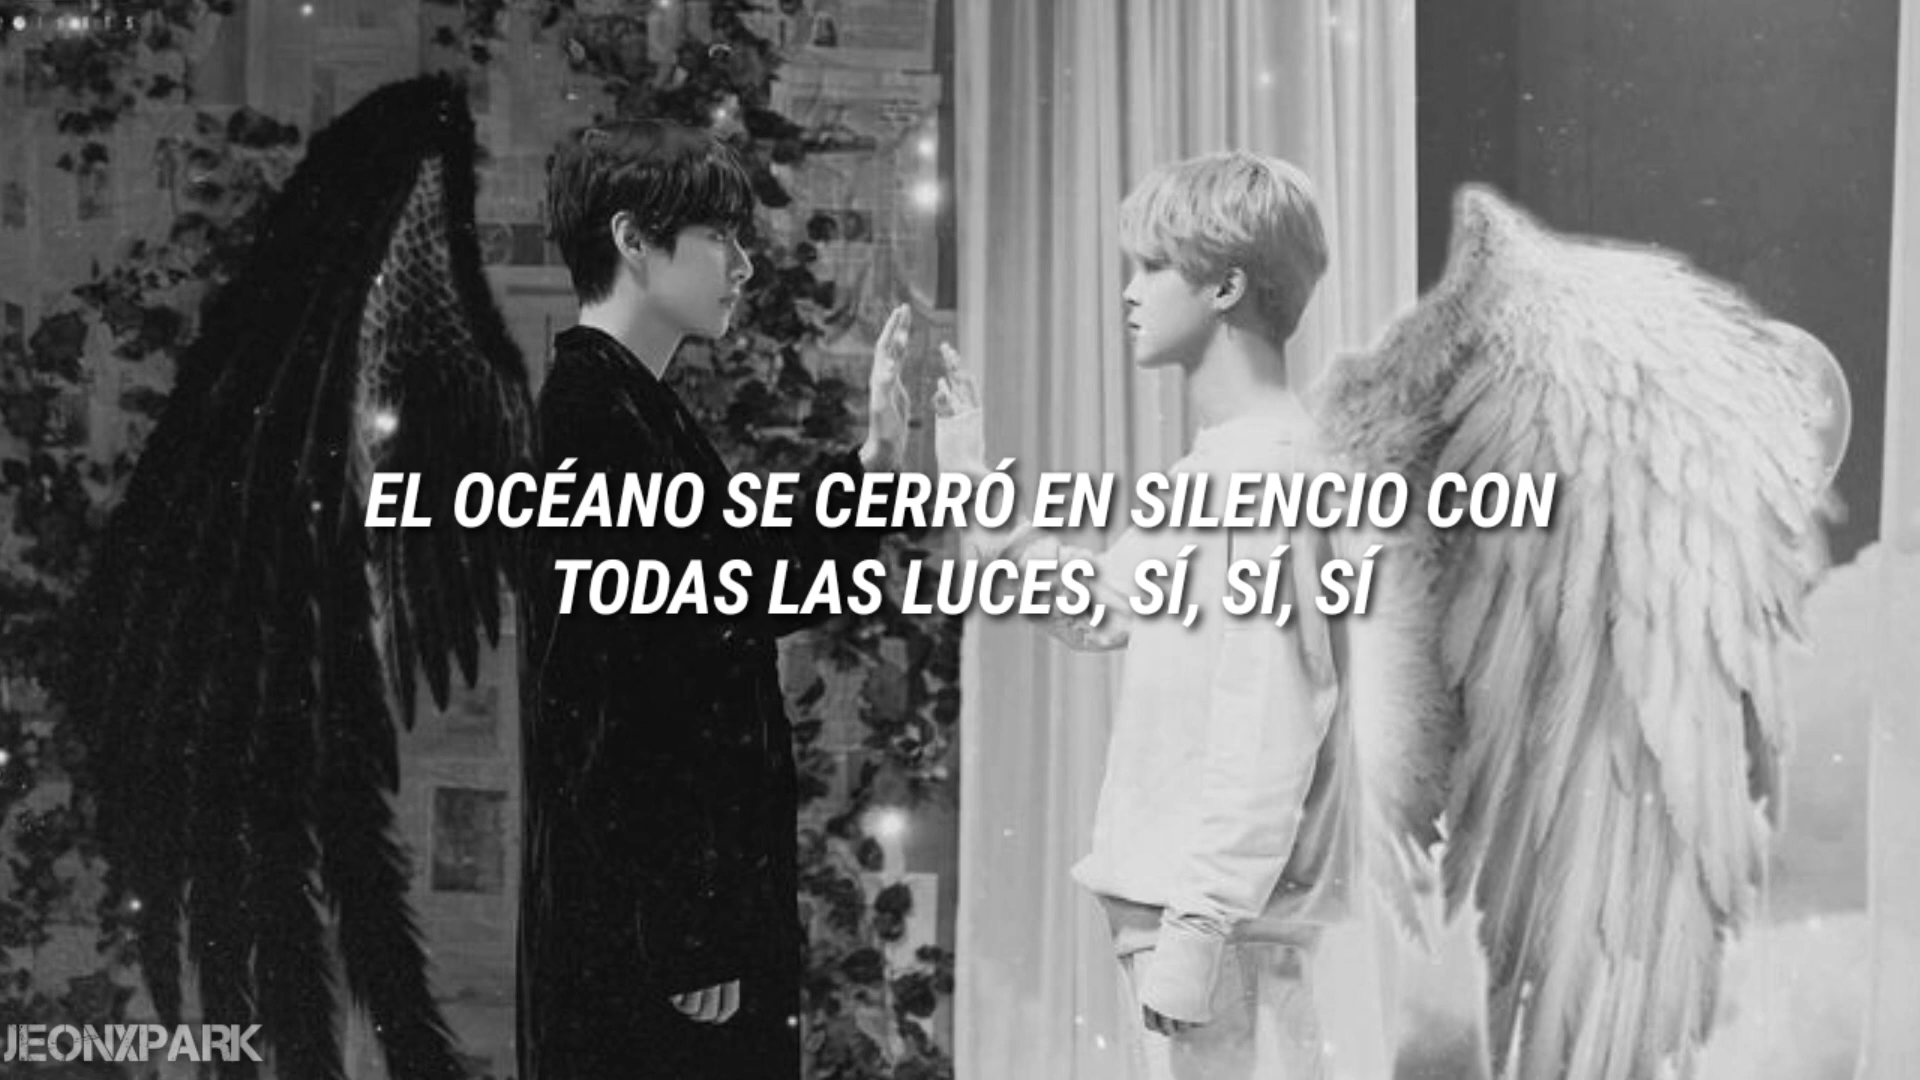 EL OCÉANO SE CERRÓ EN SILENCIO CON
TODAS LAS LUCES, SÍ, SÍ, SÍ
JEONXPARK